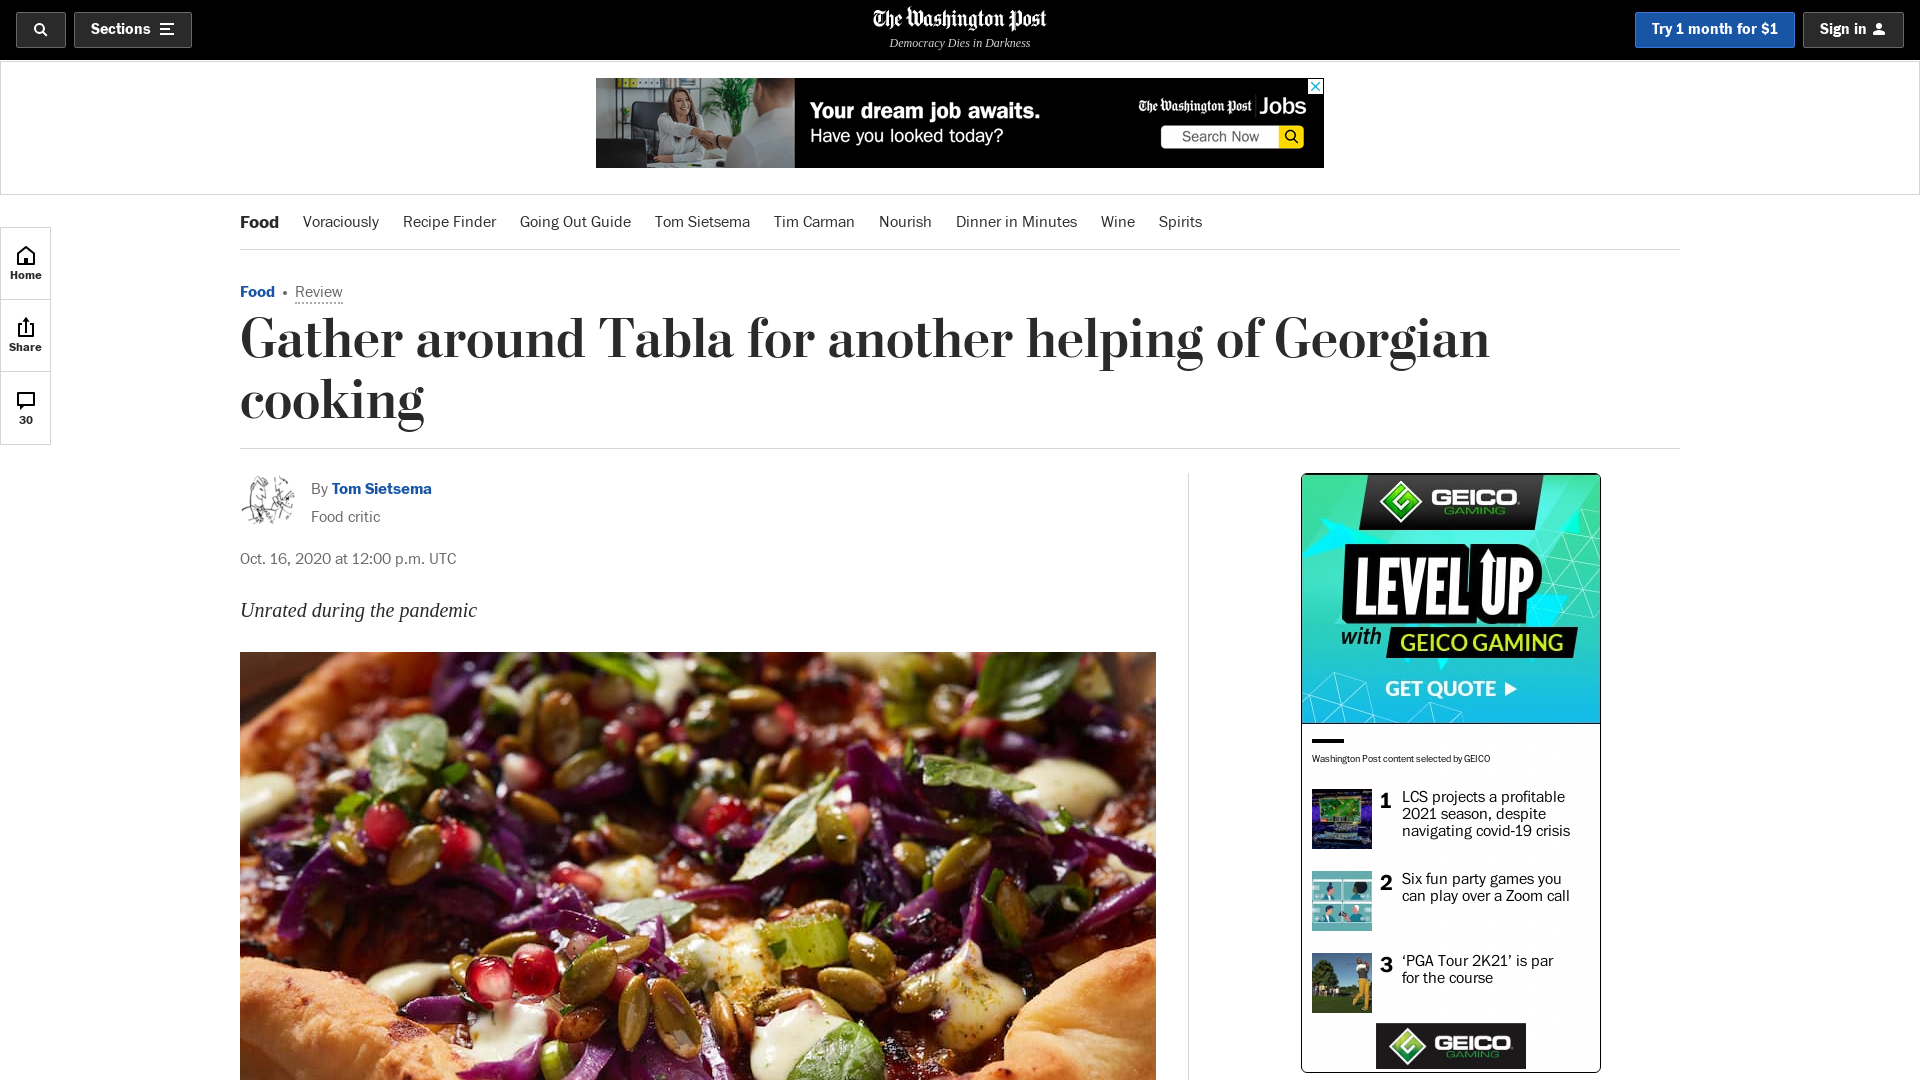 Sections
The Washington Post
Democracy Dies in Darkness
Try 1 month for $1
Sign in
Your dream job awaits.
Have you looked today?
The Washington Post Jobs
Search Now
Food
Voraciously
Recipe Finder
Going Out Guide
Tom Sietsema
Tim Carman
Nourish
Dinner in Minutes
Wine
Spirits
Home
Share
30
Food • Review
Gather around Tabla for another helping of Georgian
cooking
By Tom Sietsema
Food critic
Oct. 16, 2020 at 12:00 p.m. UTC
Unrated during the pandemic
GEICO
GAMING
LEVEL UP
with GEICO GAMING
GET QUOTE
Washington Post content selected by GEICO
1 LCS projects a profitable
2021 season, despite
navigating covid-19 crisis
2 Six fun party games you
can play over a Zoom call
3 ‘PGA Tour 2K21’ is par
for the course
GEICO
GAMING